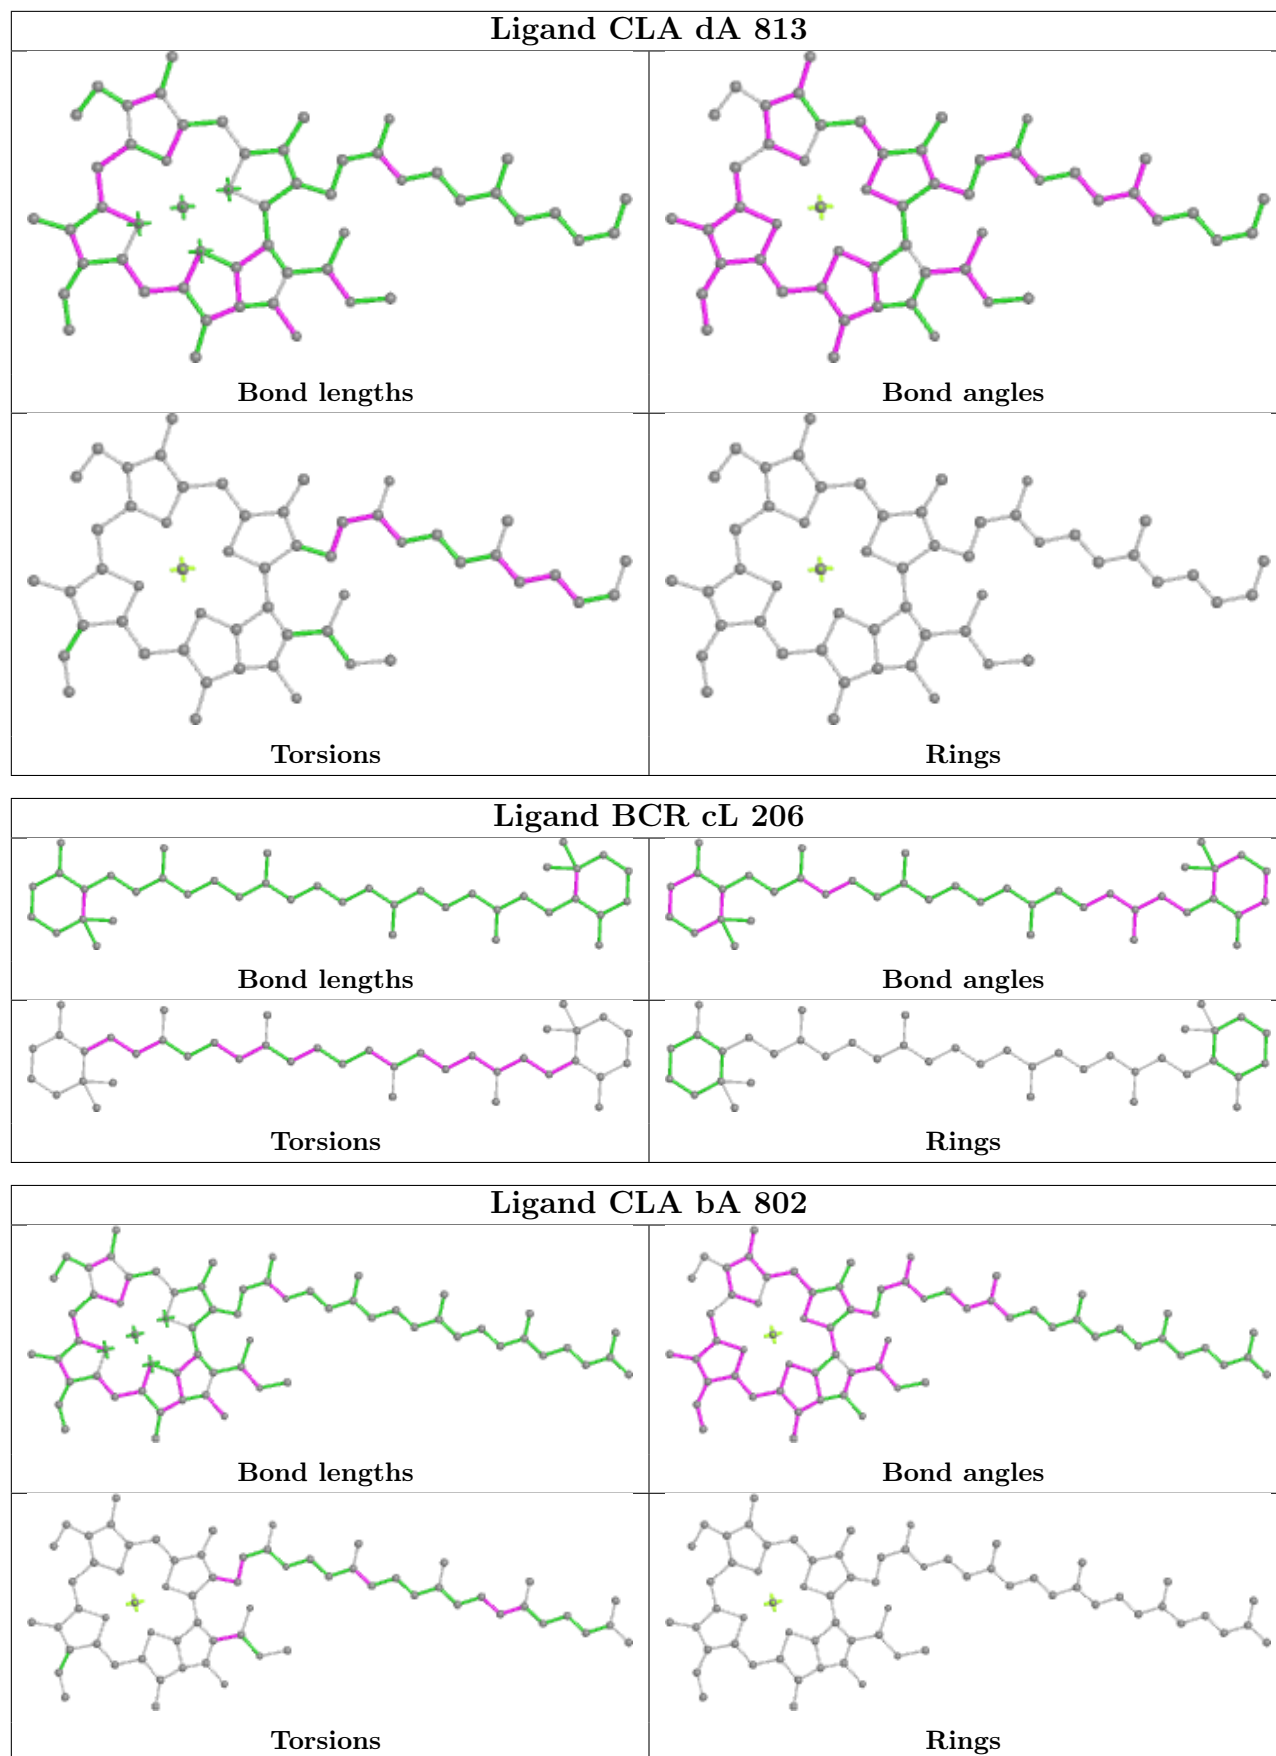 Ligand CLA dA 813
Bond lengths
Bond angles
Torsions
Rings
Ligand BCR cL 206
Bond lengths
Bond angles
Torsions
Rings
Ligand CLA bA 802
Bond lengths
Bond angles
Torsions
Rings